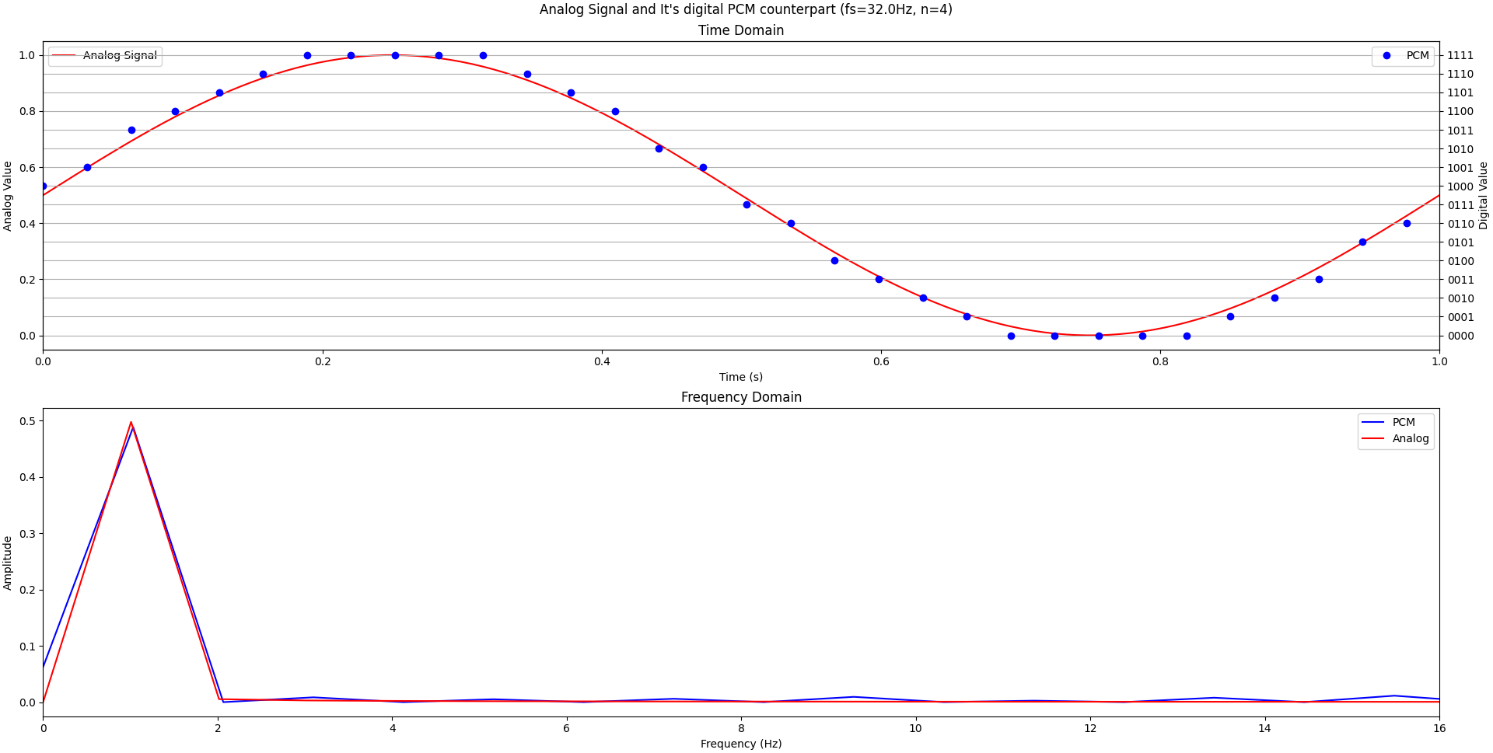 Analog Signal and It's digital PCM counterpart (fs=32.0Hz, n=4)
Time Domain
Analog Signal
PCM
Analog Value
1.0
0.8
0.6
0.4
0.2
0.0
1111
1110
1101
1100
1011
1010
1001
1000
0111
0110
0101
0100
0011
0010
0001
0000
Digital Value
0.0 0.2 0.4 0.6 0.8 1.0
Time (s)
Frequency Domain
PCM
Analog
Amplitude
0.5
0.4
0.3
0.2
0.1
0.0
0 2 4 6 8 10 12 14 16
Frequency (Hz)